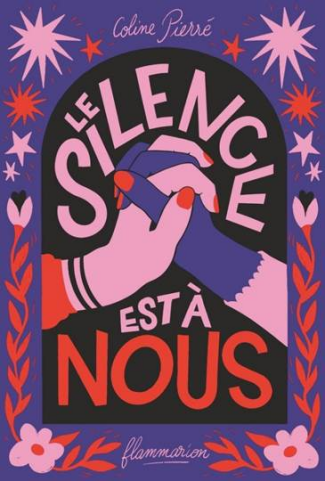 Coline Pierré
LE
SILENCE
EST À
NOUS
flammarion